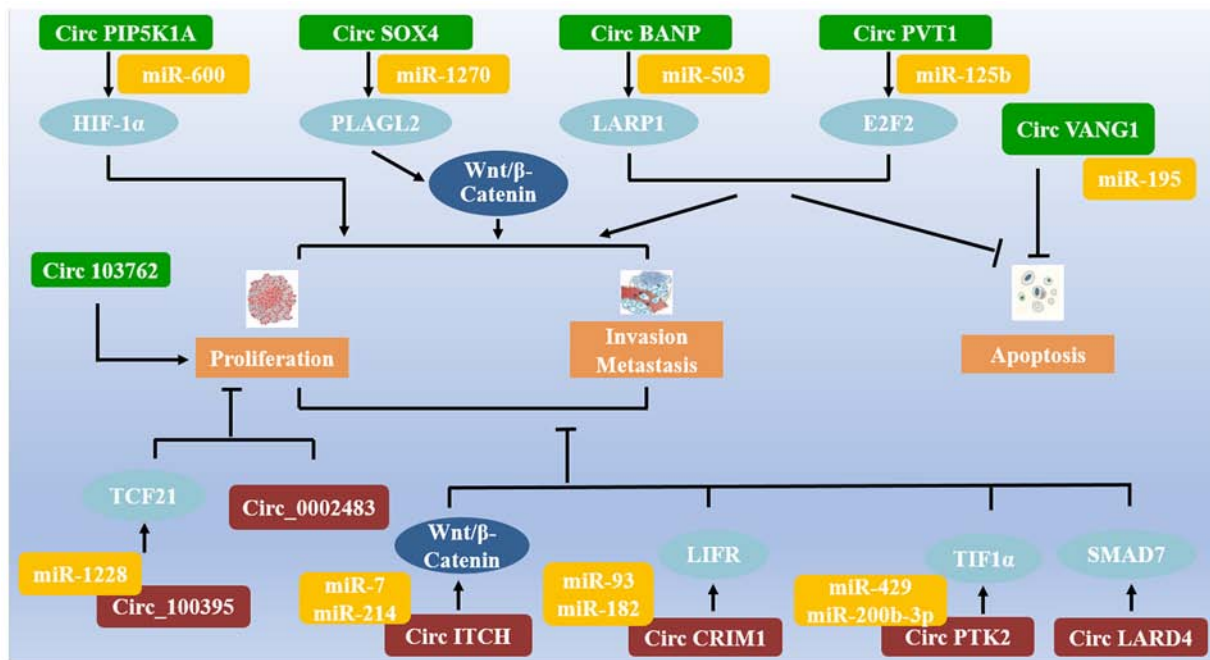 Circ PIP5K1A
Circ SOX4
Circ BANP
Circ PVT1
miR-600
miR-1270
miR-503
miR-125b
HIF-1α
PLAGL2
LARP1
E2F2
Circ VANG1
miR-195
Wnt/β-
Catenin
Circ 103762
Proliferation
Invasion
Metastasis
Apoptosis
TCF21
Circ_0002483
miR-1228
Circ_100395
Wnt/β-
Catenin
miR-7
miR-214
Circ ITCH
LIFR
miR-93
miR-182
Circ CRIM1
TIF1α
miR-429
miR-200b-3p
Circ PTK2
SMAD7
Circ LARD4